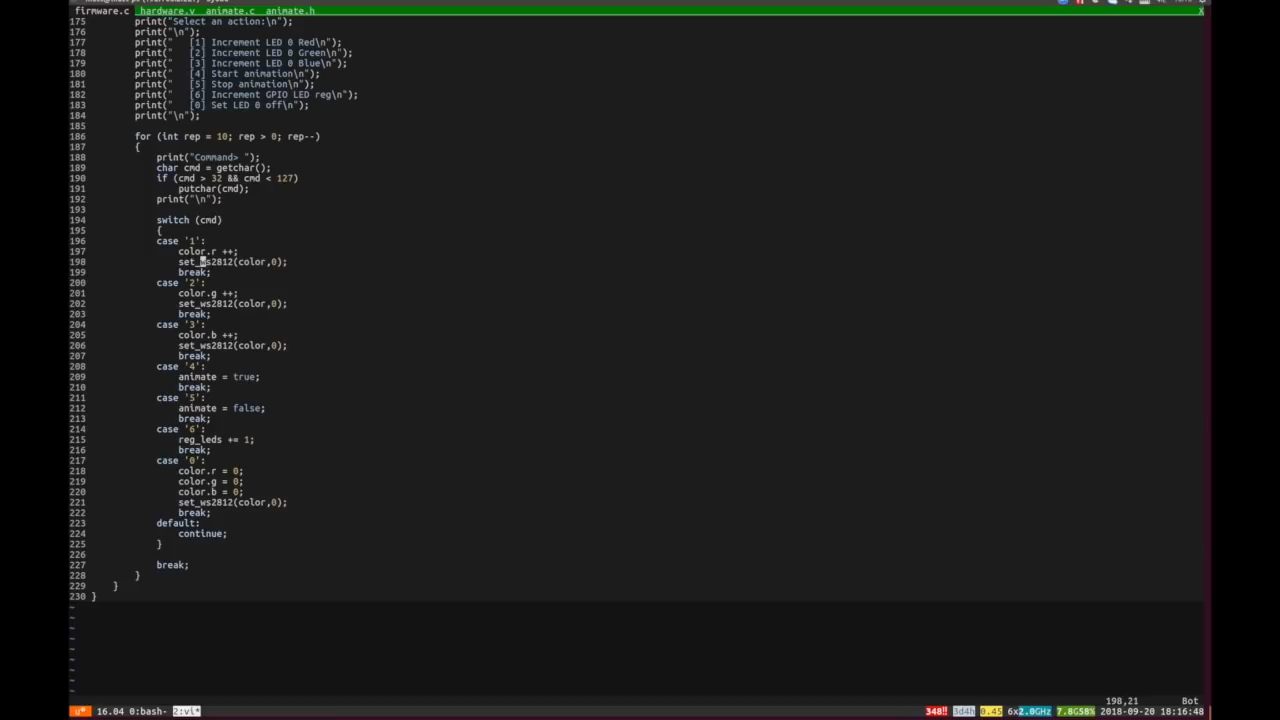 firmware.c hardware.v animate.c animate.h X
175 print("Select an action:\n");
176 print("\n");
177 print("   [1] Increment LED 0 Red\n");
178 print("   [2] Increment LED 0 Green\n");
179 print("   [3] Increment LED 0 Blue\n");
180 print("   [4] Start animation\n");
181 print("   [5] Stop animation\n");
182 print("   [6] Increment GPIO LED reg\n");
183 print("   [0] Set LED 0 off\n");
184 print("\n");
185
186 for (int rep = 10; rep > 0; rep--)
187 {
188 print("Command> ");
189 char cmd = getchar();
190 if (cmd > 32 && cmd < 127)
191 putchar(cmd);
192 print("\n");
193
194 switch (cmd)
195 {
196 case '1':
197 color.r ++;
198 set_ws2812(color,0);
199 break;
200 case '2':
201 color.g ++;
202 set_ws2812(color,0);
203 break;
204 case '3':
205 color.b ++;
206 set_ws2812(color,0);
207 break;
208 case '4':
209 animate = true;
210 break;
211 case '5':
212 animate = false;
213 break;
214 case '6':
215 reg_leds += 1;
216 break;
217 case '0':
218 color.r = 0;
219 color.g = 0;
220 color.b = 0;
221 set_ws2812(color,0);
222 break;
223 default:
224 continue;
225 }
226
227 break;
228 }
229 }
230 }
~
~
~
~
~
~
~
~
~
198,21 Bot
u* 16.04 0:bash- 2:vi* 348‼ 3d4h 0.45 6x2.0GHz 7.8G58% 2018-09-20 18:16:48